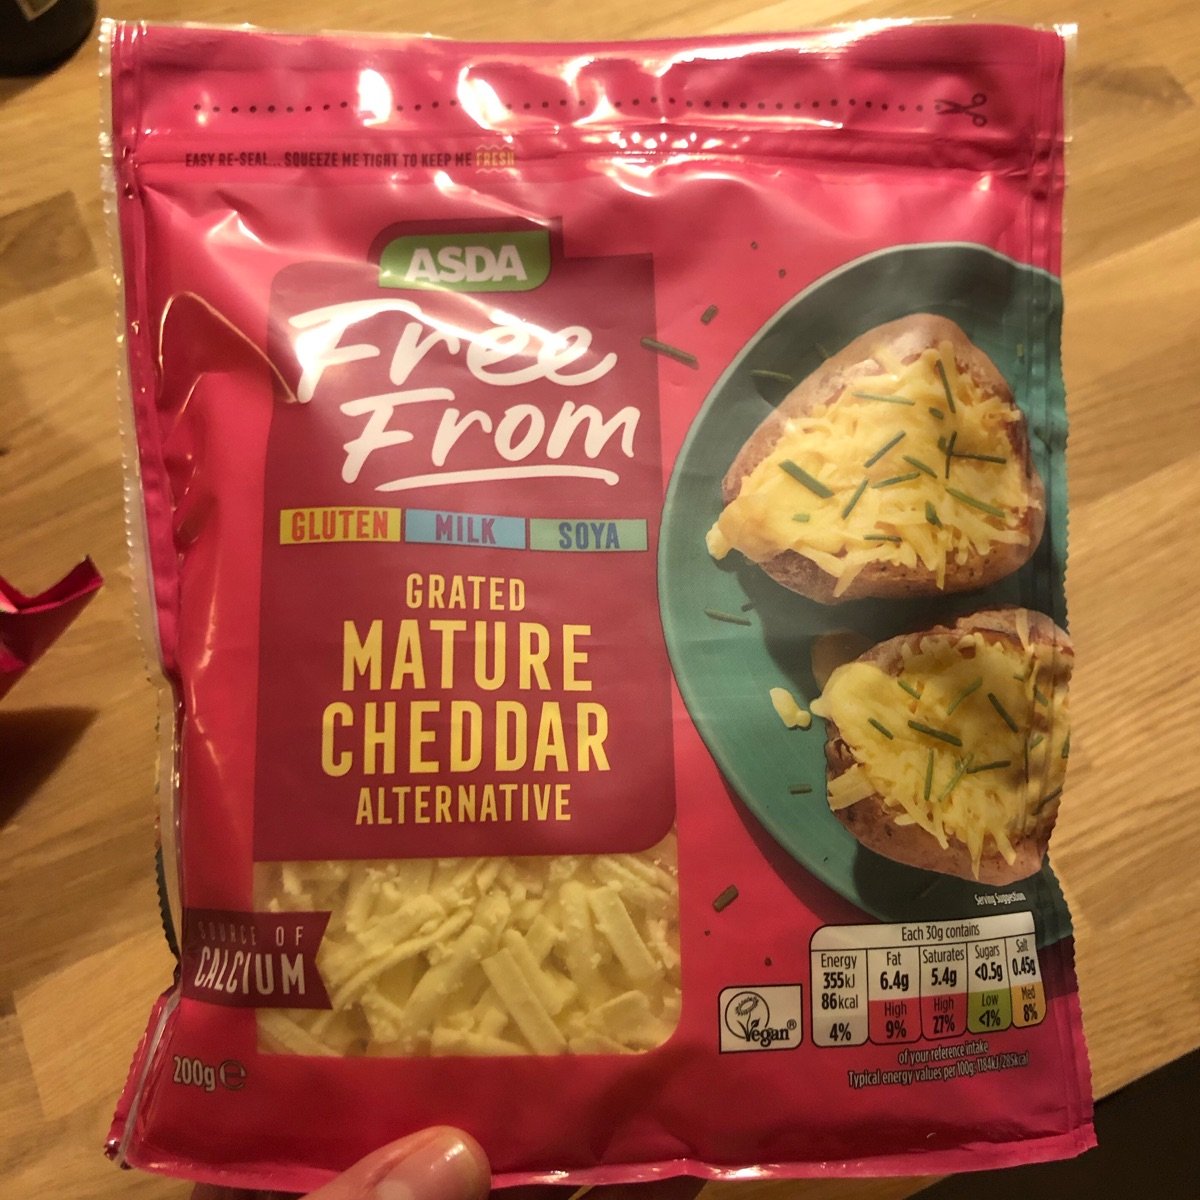 EASY RE-SEAL... SQUEEZE ME TIGHT TO KEEP ME FRESH
ASDA
Free
From
GLUTEN MILK SOYA
GRATED
MATURE
CHEDDAR
ALTERNATIVE
SOURCE OF
CALCIUM
200g e
Serving Suggestion
Each 30g contains
Energy
355kJ
86kcal
4%
Fat
6.4g
High
9%
Saturates
5.4g
High
27%
Sugars
<0.5g
Low
<1%
Salt
0.45g
Med
8%
Vegan®
of your reference intake
Typical energy values per 100g: 1184kJ/285kcal